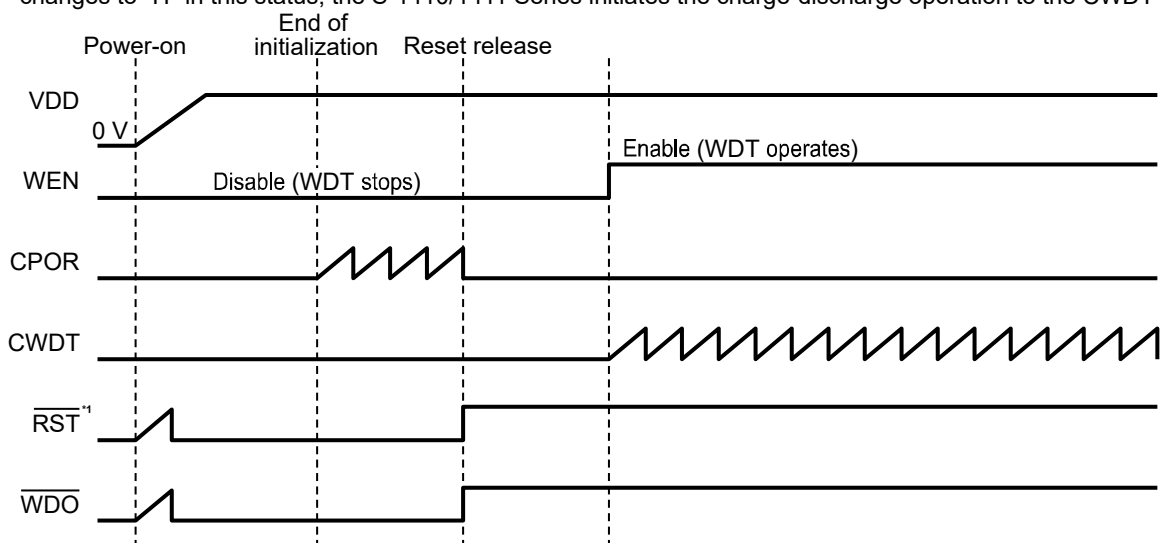 changes to "H" in this status, the S-1410/1411 Series initiates the charge-discharge operation to the CWDT
End of
initialization
Power-on
Reset release
VDD
0 V
Enable (WDT operates)
WEN
Disable (WDT stops)
CPOR
CWDT
RST*1
WDO